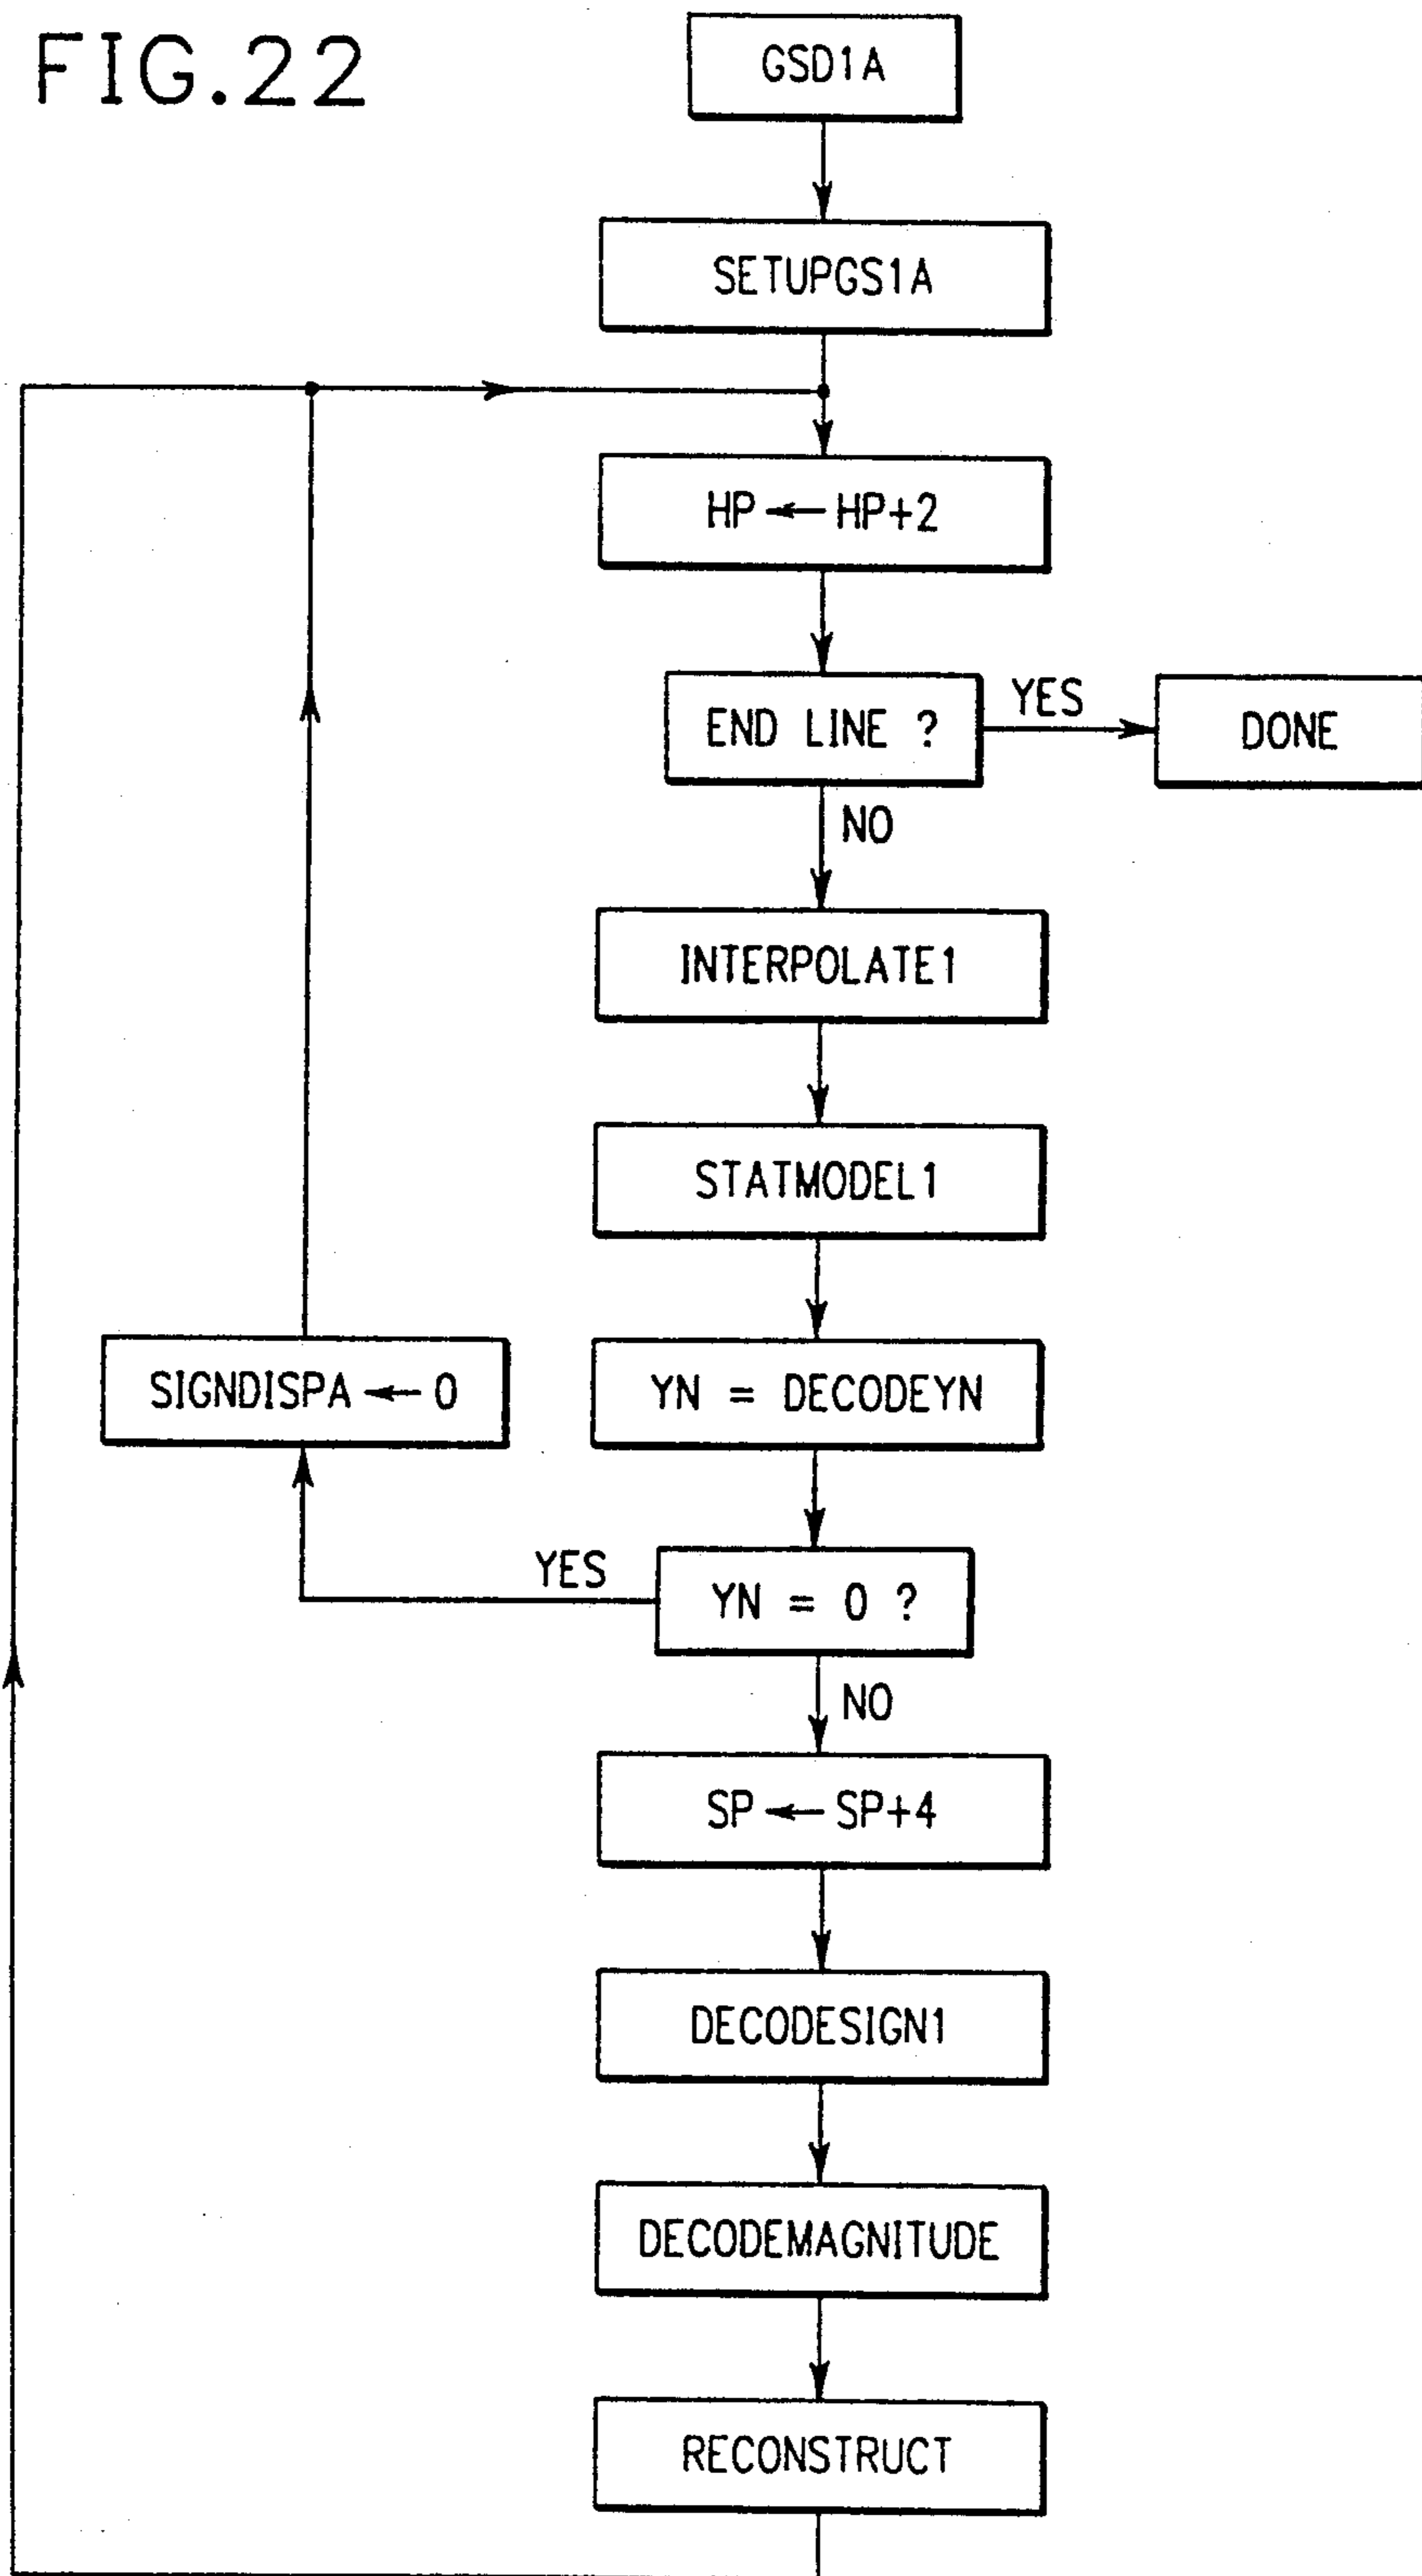 FIG.22
GSD1A
SETUPGS1A
HP ← HP+2
END LINE ?
YES
DONE
NO
INTERPOLATE1
STATMODEL1
SIGNDISPA ← 0
YN = DECODEYN
YES
YN = 0 ?
NO
SP ← SP+4
DECODESIGN1
DECODEMAGNITUDE
RECONSTRUCT